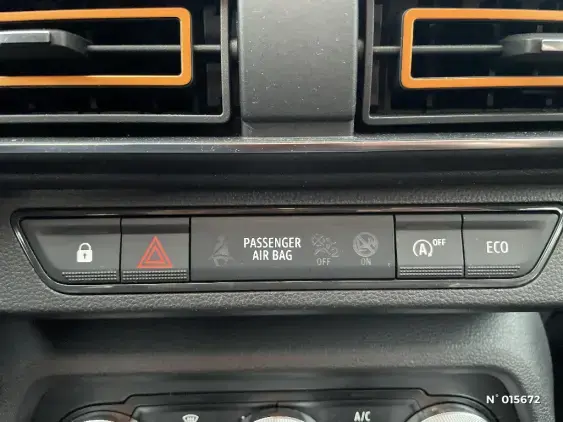 PASSENGER
AIR BAG
OFF
ON
A OFF
ECO
A/C
N° 015672